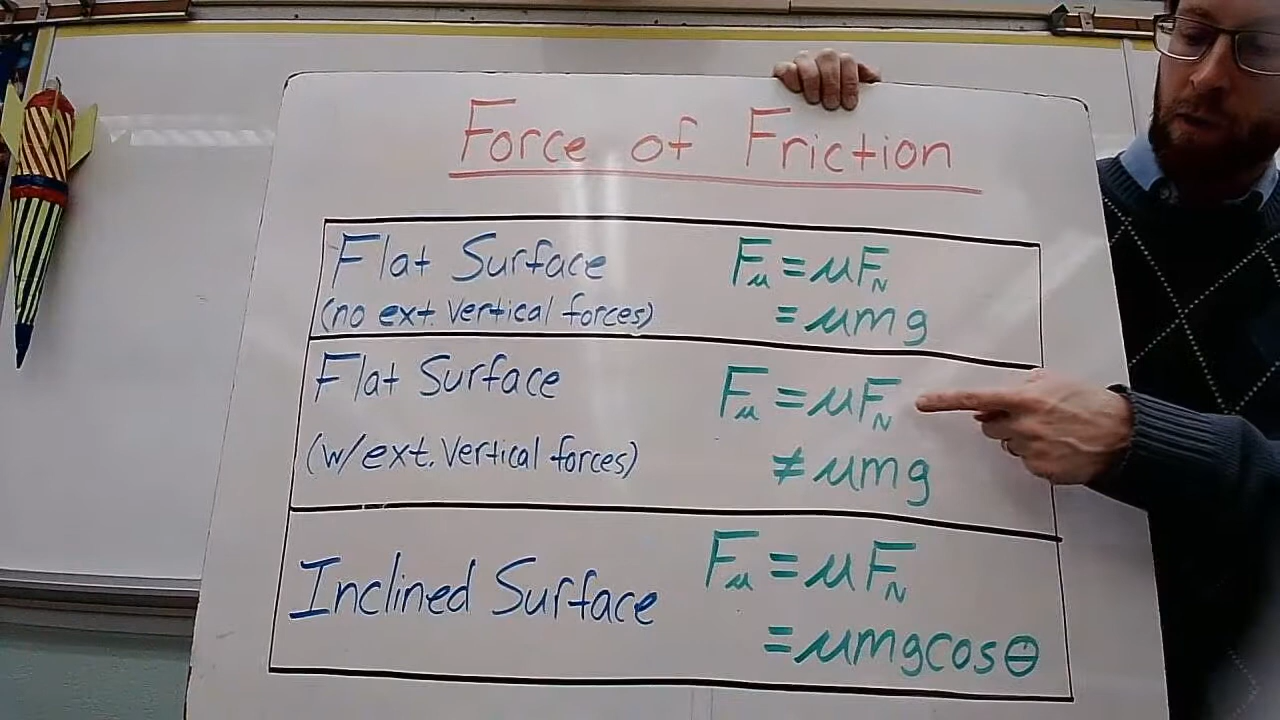 Force of Friction
Flat Surface
(no ext. vertical forces)
Fμ = μFN
= μmg
Flat Surface
(w/ext. Vertical forces)
Fμ = μFN
≠ μmg
Inclined Surface
Fμ = μFN
= μmgcosθ